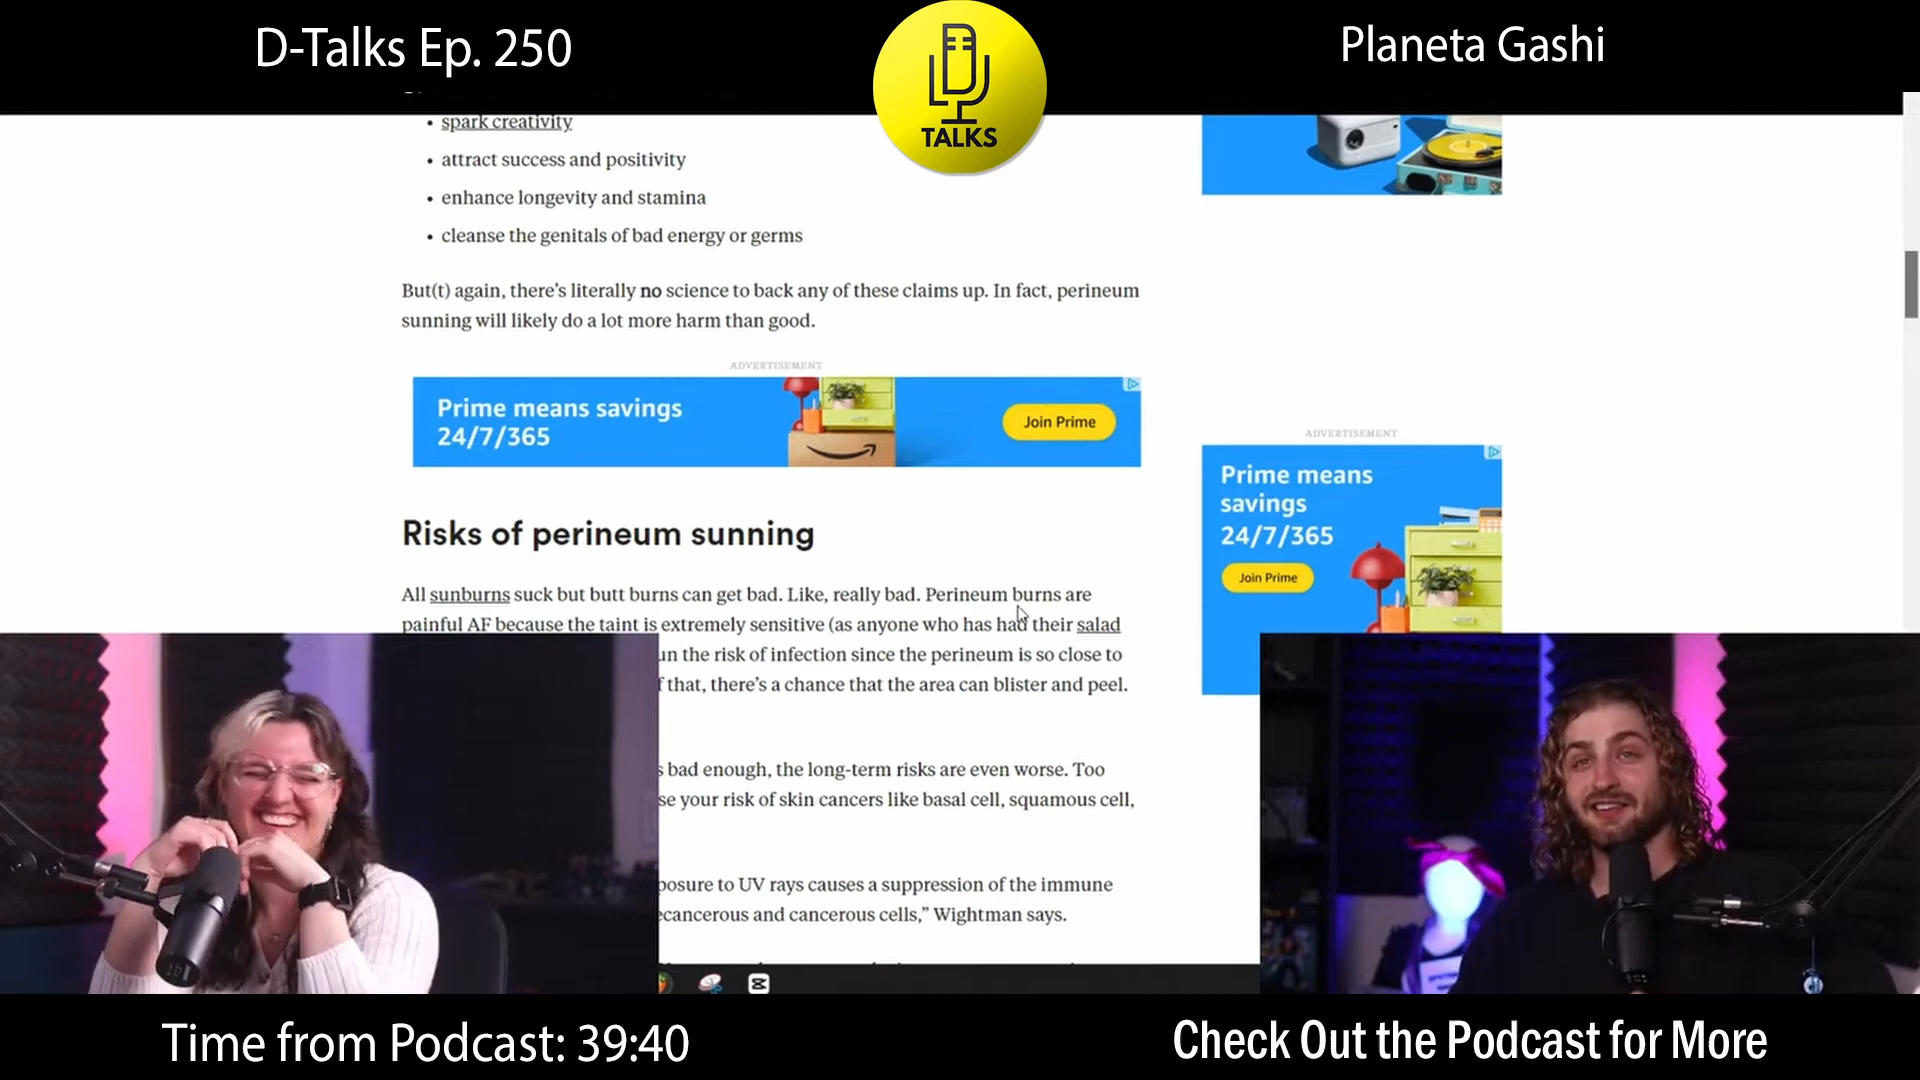 D-Talks Ep. 250
TALKS
Planeta Gashi
• spark creativity
• attract success and positivity
• enhance longevity and stamina
• cleanse the genitals of bad energy or germs
But(t) again, there’s literally no science to back any of these claims up. In fact, perineum
sunning will likely do a lot more harm than good.
ADVERTISEMENT
Prime means savings
24/7/365
Join Prime
ADVERTISEMENT
Prime means
savings
24/7/365
Join Prime
Risks of perineum sunning
All sunburns suck but butt burns can get bad. Like, really bad. Perineum burns are
painful AF because the taint is extremely sensitive (as anyone who has had their salad
the risk of infection since the perineum is so close to
that, there’s a chance that the area can blister and peel.
bad enough, the long-term risks are even worse. Too
your risk of skin cancers like basal cell, squamous cell,
to UV rays causes a suppression of the immune
and cancerous cells,” Wightman says.
Time from Podcast: 39:40
Check Out the Podcast for More